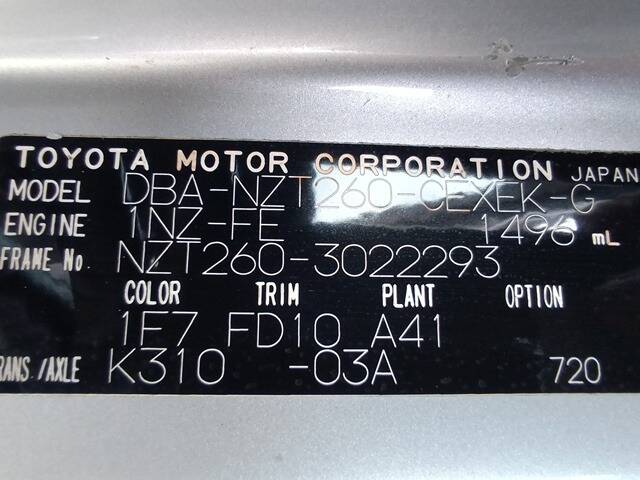 TOYOTA MOTOR CORPORATION JAPAN
MODEL DBA-NZT260-CEXEK-G
ENGINE 1NZ-FE 1496 mL
FRAME No. NZT260-3022293
COLOR TRIM PLANT OPTION
1F7 FD10 A41
RANS/AXLE K310 -03A 720